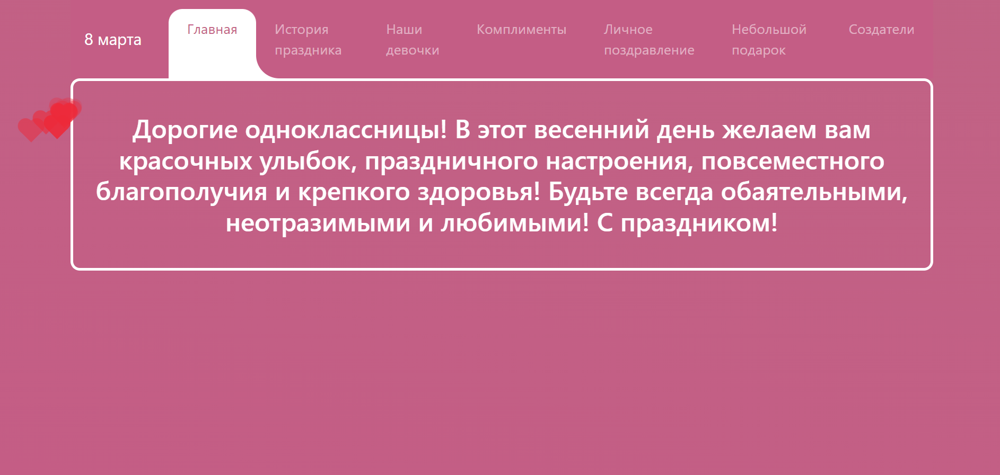 8 марта
Главная
История
праздника
Наши
девочки
Комплименты
Личное
поздравление
Небольшой
подарок
Создатели
Дорогие одноклассницы! В этот весенний день желаем вам
красочных улыбок, праздничного настроения, повсеместного
благополучия и крепкого здоровья! Будьте всегда обаятельными,
неотразимыми и любимыми! С праздником!